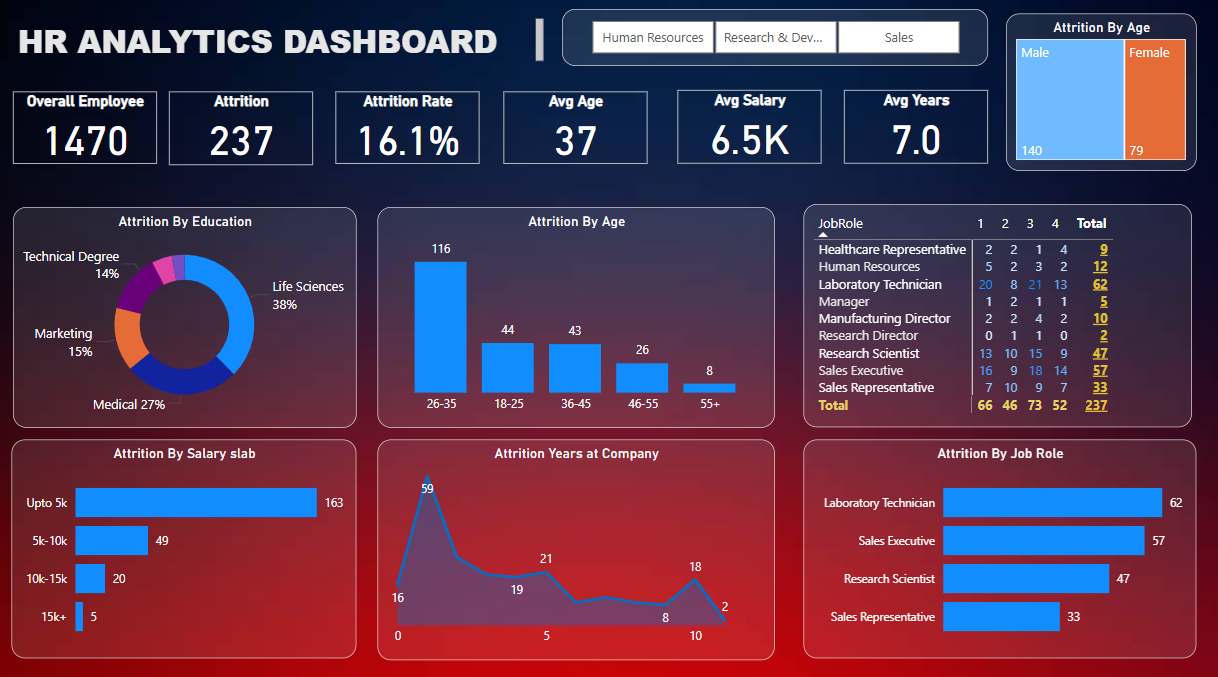 HR ANALYTICS DASHBOARD
Human Resources
Research & Dev...
Sales
Attrition By Age
Male
Female
140
79
Overall Employee
1470
Attrition
237
Attrition Rate
16.1%
Avg Age
37
Avg Salary
6.5K
Avg Years
7.0
Attrition By Education
Technical Degree
14%
Life Sciences
38%
Marketing
15%
Medical 27%
Attrition By Age
116
44
43
26
8
26-35 18-25 36-45 46-55 55+
JobRole 1 2 3 4 Total
Healthcare Representative 2 2 1 4 9
Human Resources 5 2 3 2 12
Laboratory Technician 20 8 21 13 62
Manager 1 2 1 1 5
Manufacturing Director 2 2 4 2 10
Research Director 0 1 1 0 2
Research Scientist 13 10 15 9 47
Sales Executive 16 9 18 14 57
Sales Representative 7 10 9 7 33
Total 66 46 73 52 237
Attrition By Salary slab
Upto 5k 163
5k-10k 49
10k-15k 20
15k+ 5
Attrition Years at Company
59
16
19
21
8
18
2
0 5 10
Attrition By Job Role
Laboratory Technician 62
Sales Executive 57
Research Scientist 47
Sales Representative 33